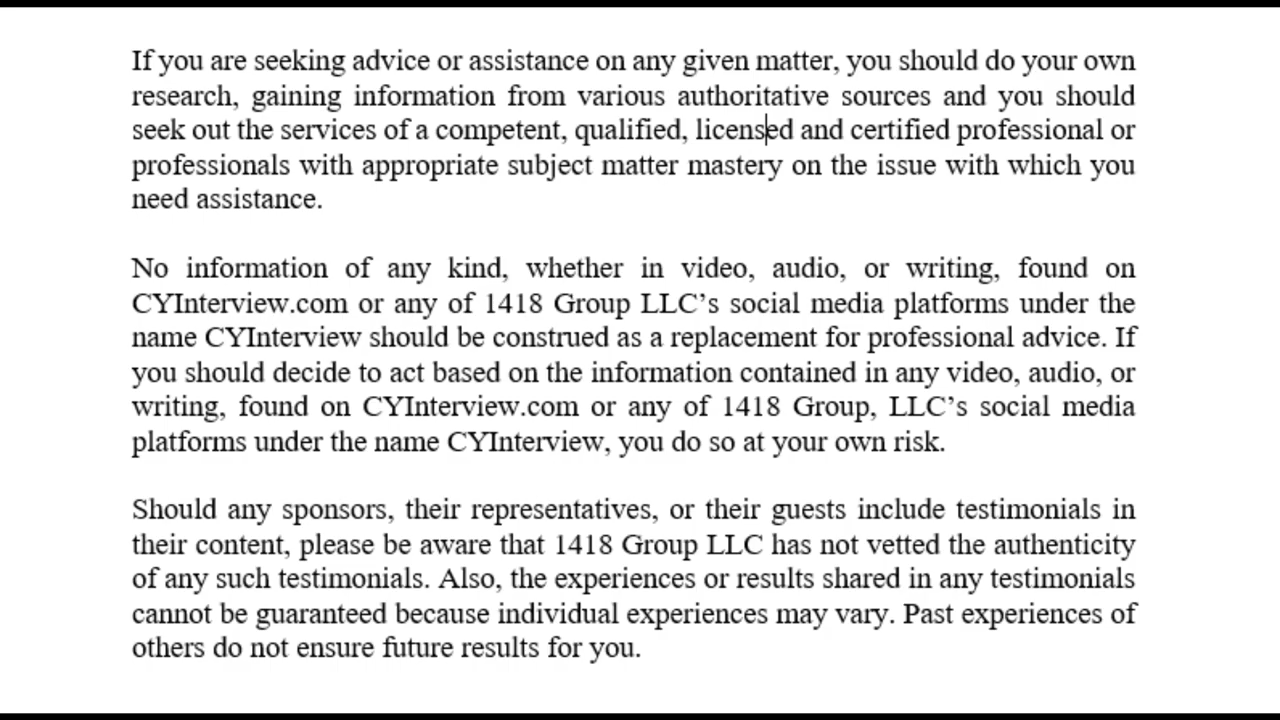 If you are seeking advice or assistance on any given matter, you should do your own
research, gaining information from various authoritative sources and you should
seek out the services of a competent, qualified, licensed and certified professional or
professionals with appropriate subject matter mastery on the issue with which you
need assistance.
No information of any kind, whether in video, audio, or writing, found on
CYInterview.com or any of 1418 Group LLC’s social media platforms under the
name CYInterview should be construed as a replacement for professional advice. If
you should decide to act based on the information contained in any video, audio, or
writing, found on CYInterview.com or any of 1418 Group, LLC’s social media
platforms under the name CYInterview, you do so at your own risk.
Should any sponsors, their representatives, or their guests include testimonials in
their content, please be aware that 1418 Group LLC has not vetted the authenticity
of any such testimonials. Also, the experiences or results shared in any testimonials
cannot be guaranteed because individual experiences may vary. Past experiences of
others do not ensure future results for you.